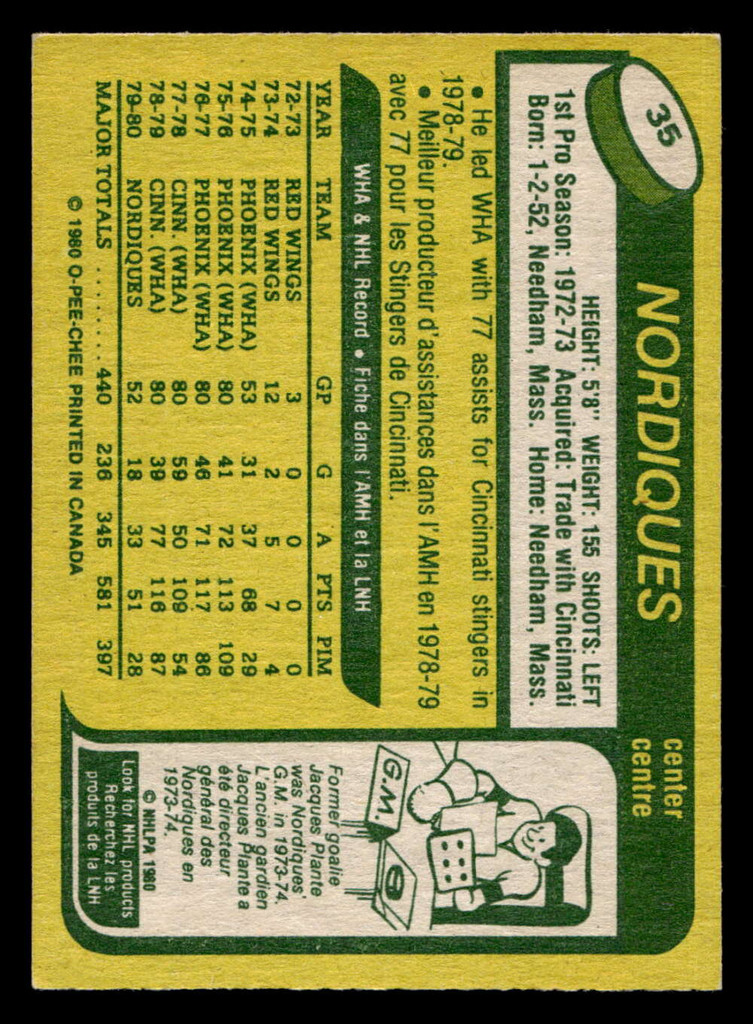 35
NORDIQUES
center
centre
HEIGHT: 5'8" WEIGHT: 155 SHOOTS: LEFT
1st Pro Season: 1972-73 Acquired: Trade with Cincinnati
Born: 1-2-52, Needham, Mass. Home: Needham, Mass.
• He led WHA with 77 assists for Cincinnati stingers in
1978-79.
• Meilleur producteur d'assistances dans l'AMH en 1978-79
avec 77 pour les Stingers de Cincinnati.
WHA & NHL Record • Fiche dans l'AMH et la LNH
YEAR TEAM GP G A PTS PIM
72-73 RED WINGS 3 0 0 0 0
73-74 RED WINGS 12 2 5 7 4
74-75 PHOENIX (WHA) 53 31 37 68 29
75-76 PHOENIX (WHA) 80 41 72 113 109
76-77 PHOENIX (WHA) 80 46 71 117 86
77-78 CINN. (WHA) 80 59 50 109 54
78-79 CINN. (WHA) 80 39 77 116 87
79-80 NORDIQUES 52 18 33 51 28
MAJOR TOTALS ........ 440 236 345 581 397
© 1980 O-PEE-CHEE PRINTED IN CANADA
G.M.
Former goalie
Jacques Plante
was Nordiques'
G.M. in 1973-74.
L'ancien gardien
Jacques Plante a
été directeur
général des
Nordiques en
1973-74.
© NHLPA 1980
Look for NHL products
Recherchez les
produits de la LNH